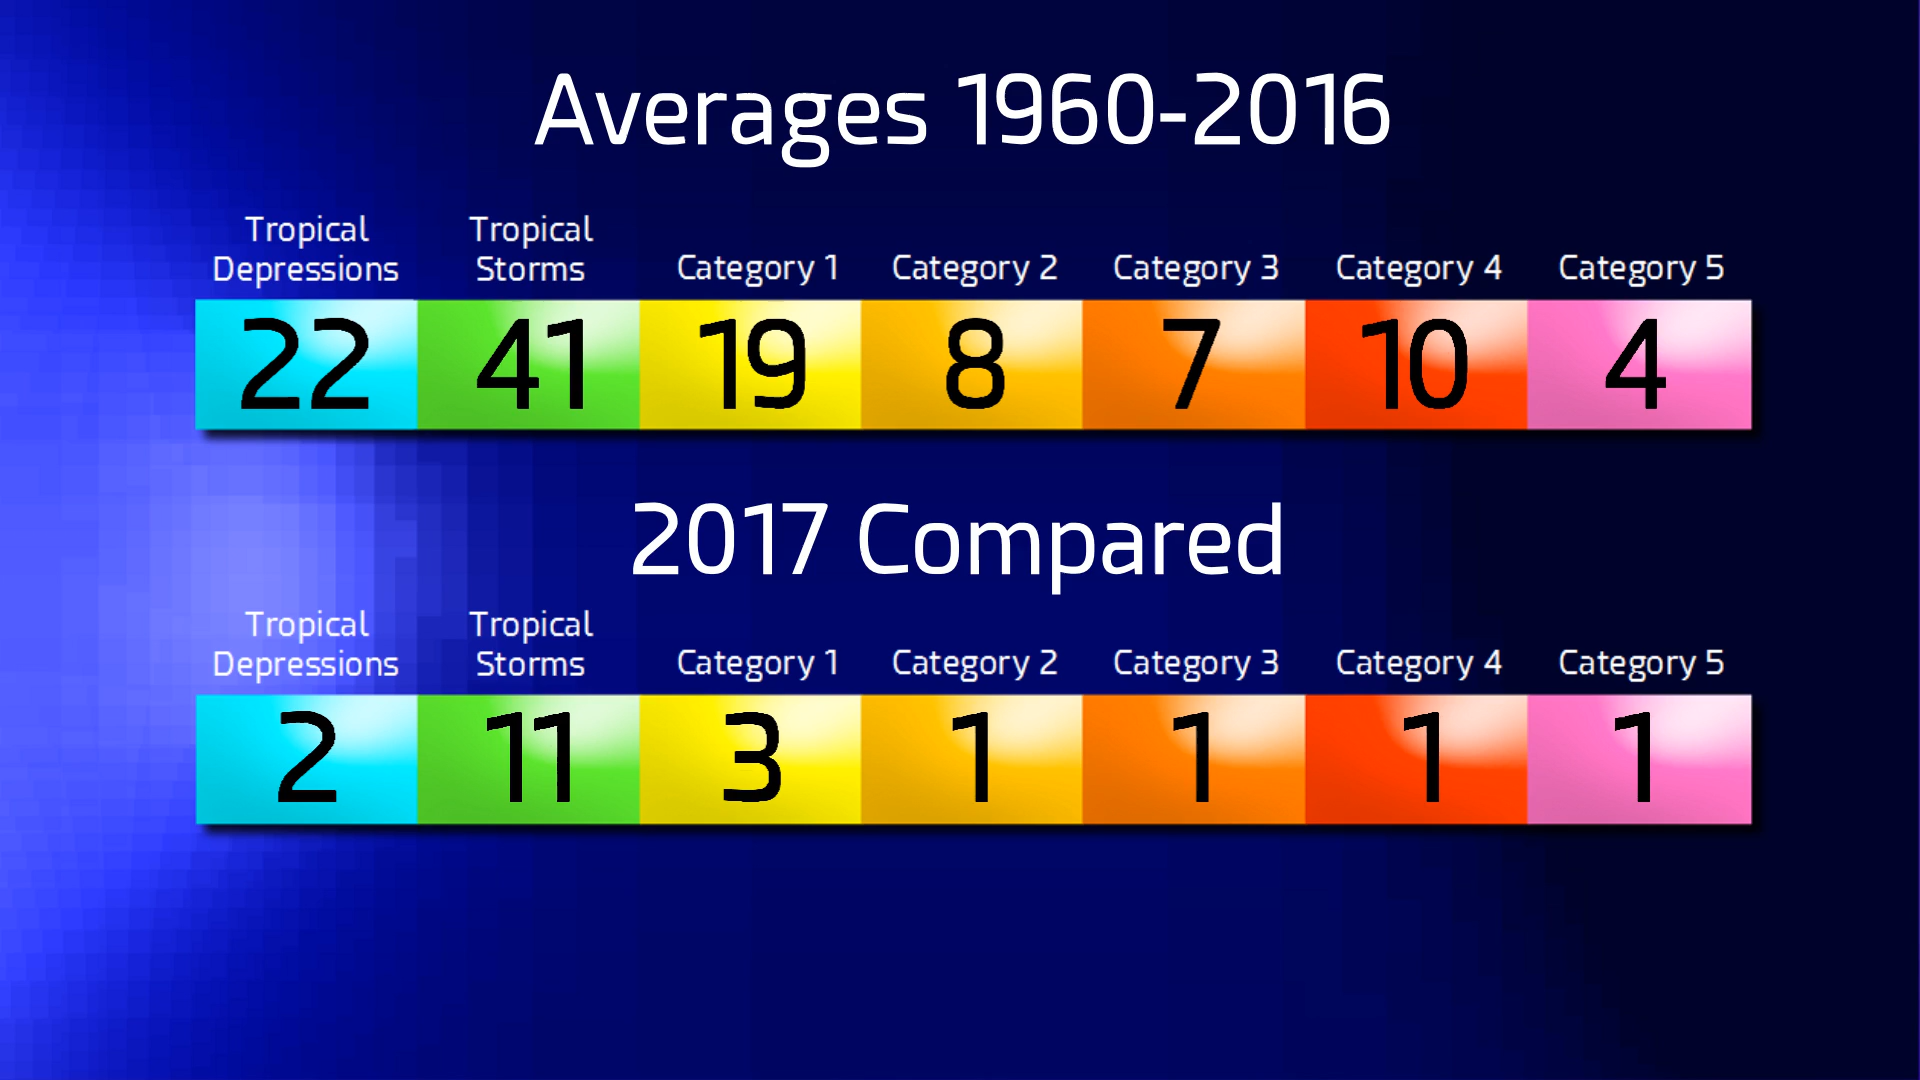 Averages 1960-2016
Tropical Depressions
Tropical Storms
Category 1
Category 2
Category 3
Category 4
Category 5
22 41 19 8 7 10 4
2017 Compared
Tropical Depressions
Tropical Storms
Category 1
Category 2
Category 3
Category 4
Category 5
2 11 3 1 1 1 1